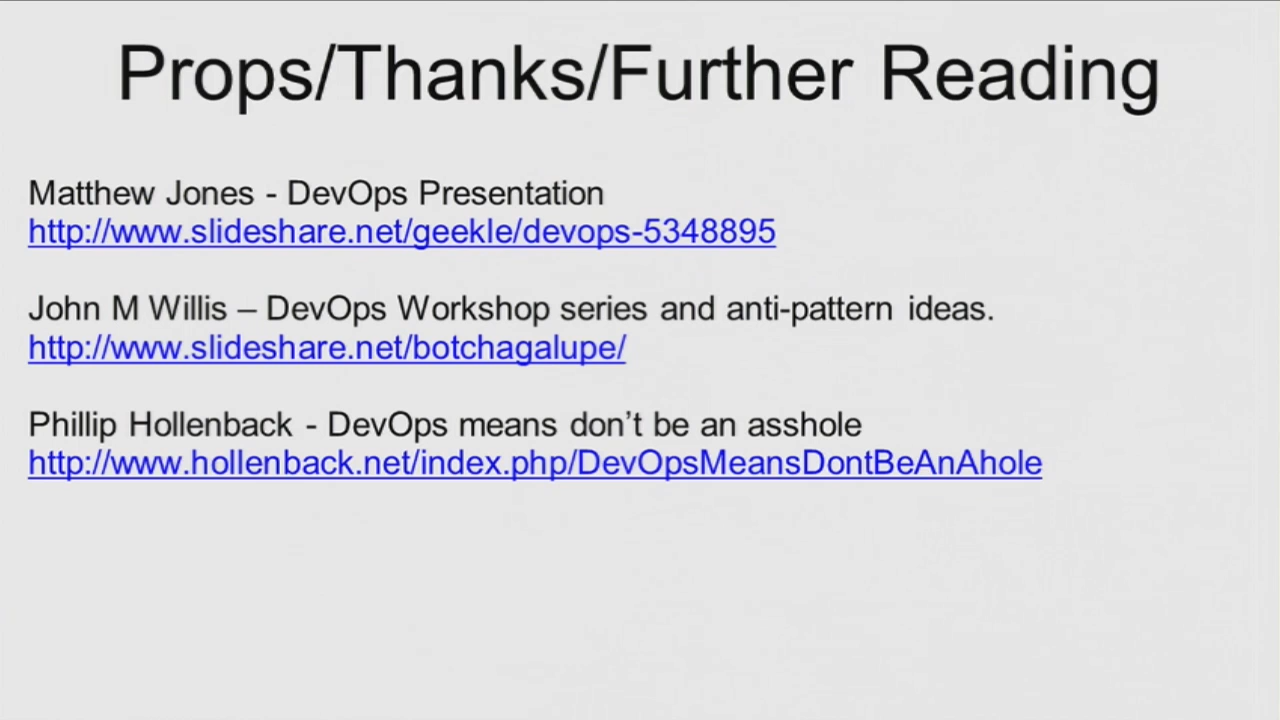 Props/Thanks/Further Reading
Matthew Jones - DevOps Presentation
http://www.slideshare.net/geekle/devops-5348895
John M Willis – DevOps Workshop series and anti-pattern ideas.
http://www.slideshare.net/botchagalupe/
Phillip Hollenback - DevOps means don’t be an asshole
http://www.hollenback.net/index.php/DevOpsMeansDontBeAnAhole